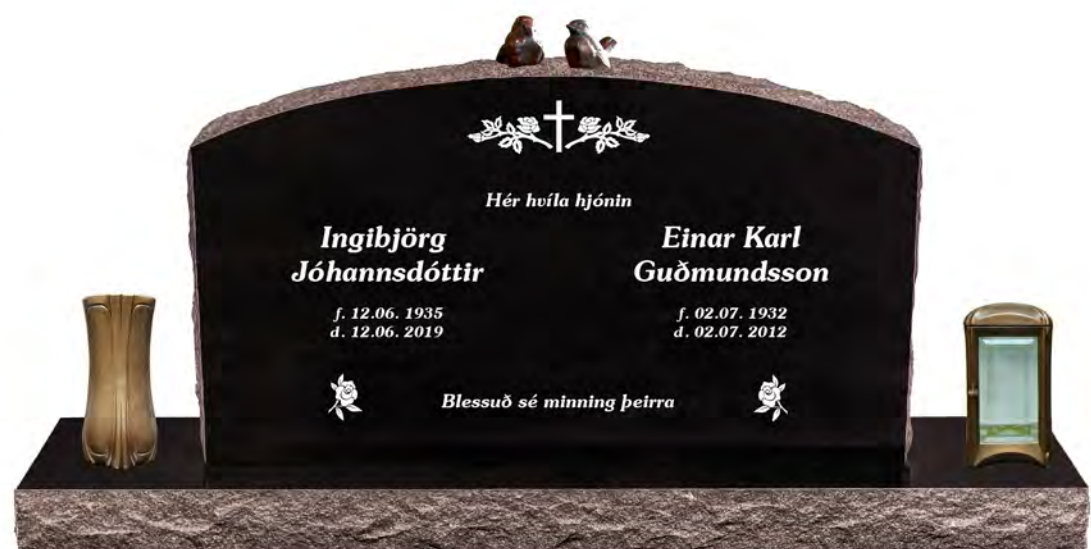 Hér hvíla hjónin
Ingibjörg
Jóhannsdóttir
f. 12.06. 1935
d. 12.06. 2019
Einar Karl
Guðmundsson
f. 02.07. 1932
d. 02.07. 2012
Blessuð sé minning þeirra